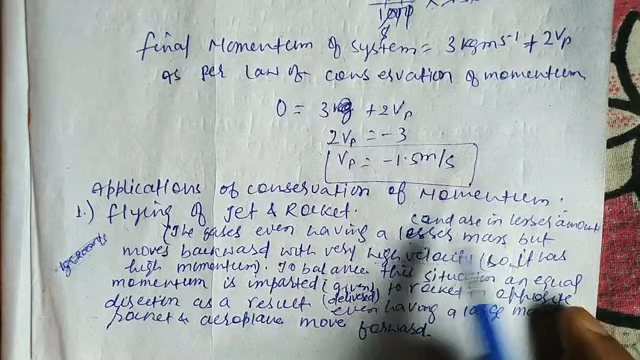 final Momentum of system = 3 kgms⁻¹ + 2Vp
as per law of conservation of momentum
0 = 3 + 2Vp
2Vp = -3
Vp = -1.5m/s
Applications of conservation of Momentum.
1.) flying of Jet & Rocket.
(and are in lesser amount
(The gases even having a lesser mass but
moves backward with very high velocity (so, it has
high momentum). To balance this situation an equal
momentum is imparted (given) to rocket opposite
direction as a result (delivered) even having a large
rocket & aeroplane move forward.